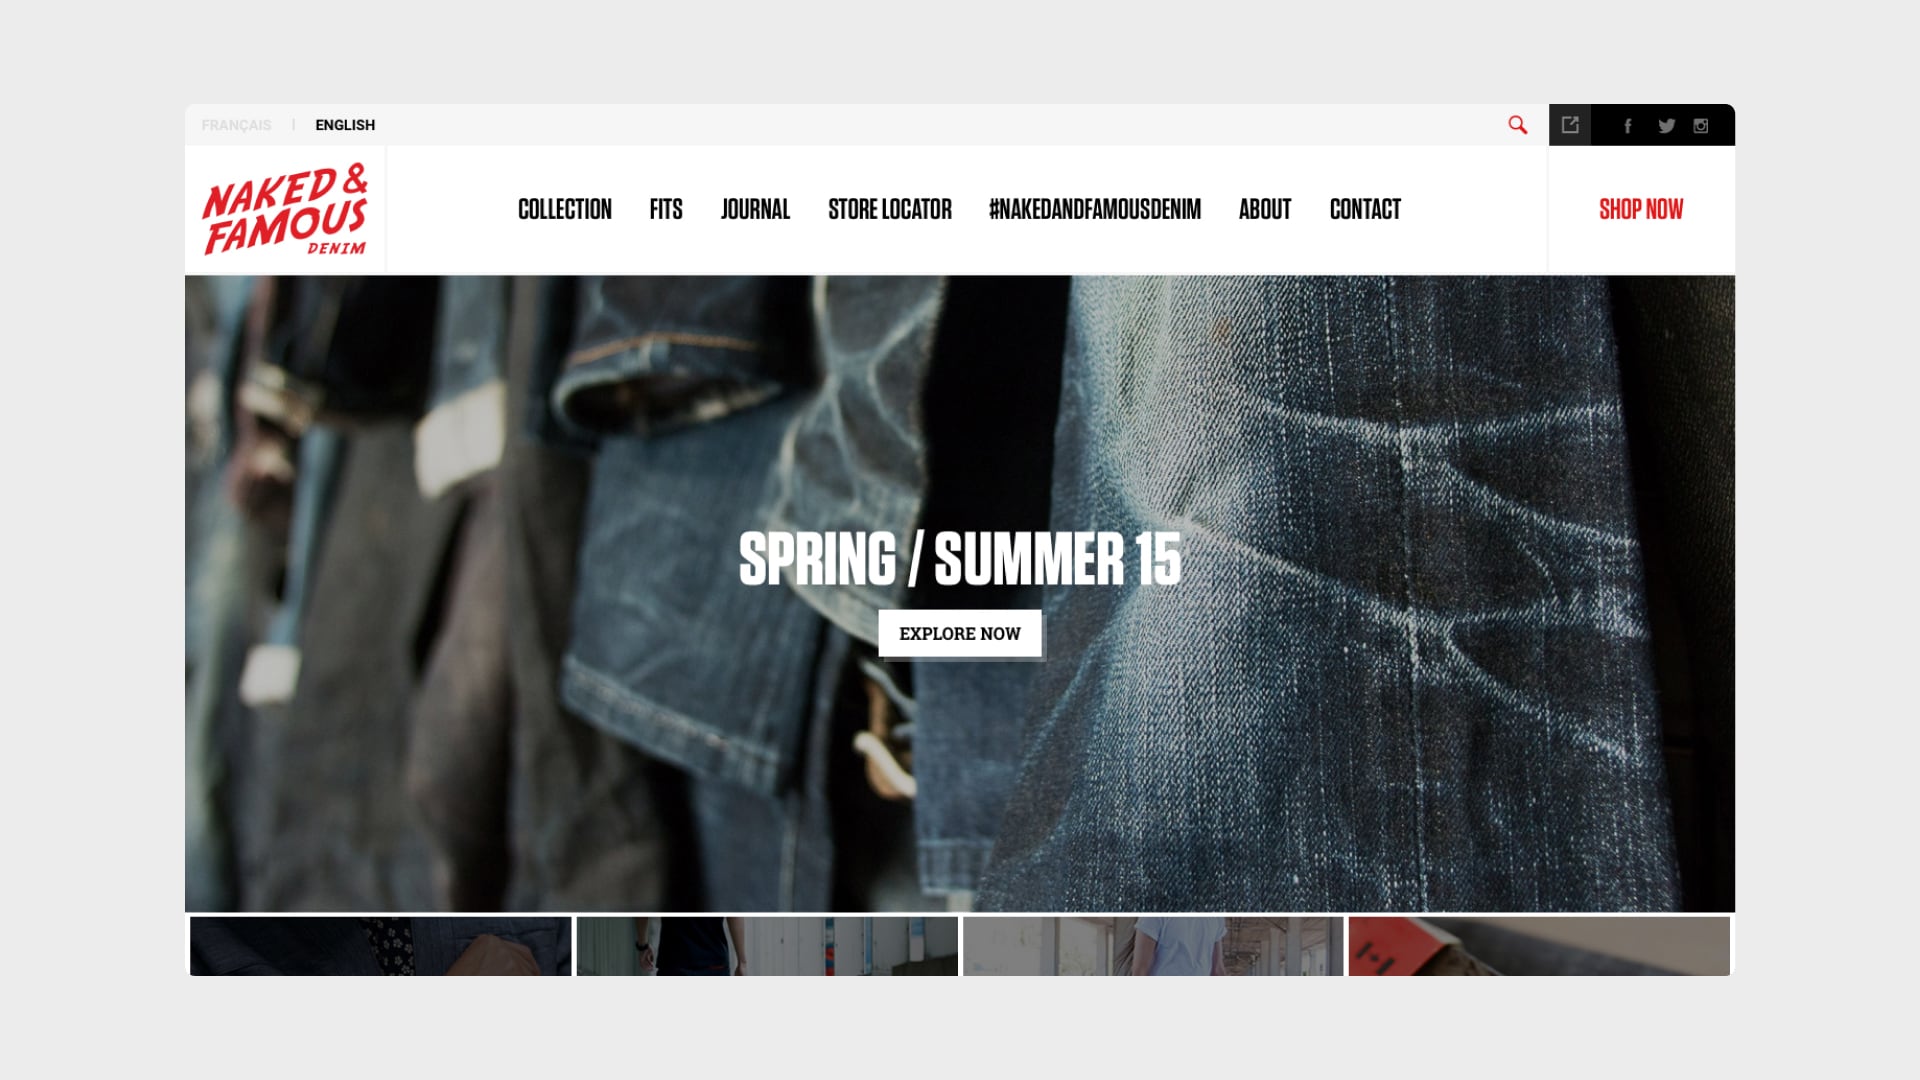 FRANÇAIS | ENGLISH
NAKED &
FAMOUS
DENIM
COLLECTION FITS JOURNAL STORE LOCATOR #NAKEDANDFAMOUSDENIM ABOUT CONTACT
SHOP NOW
SPRING / SUMMER 15
EXPLORE NOW